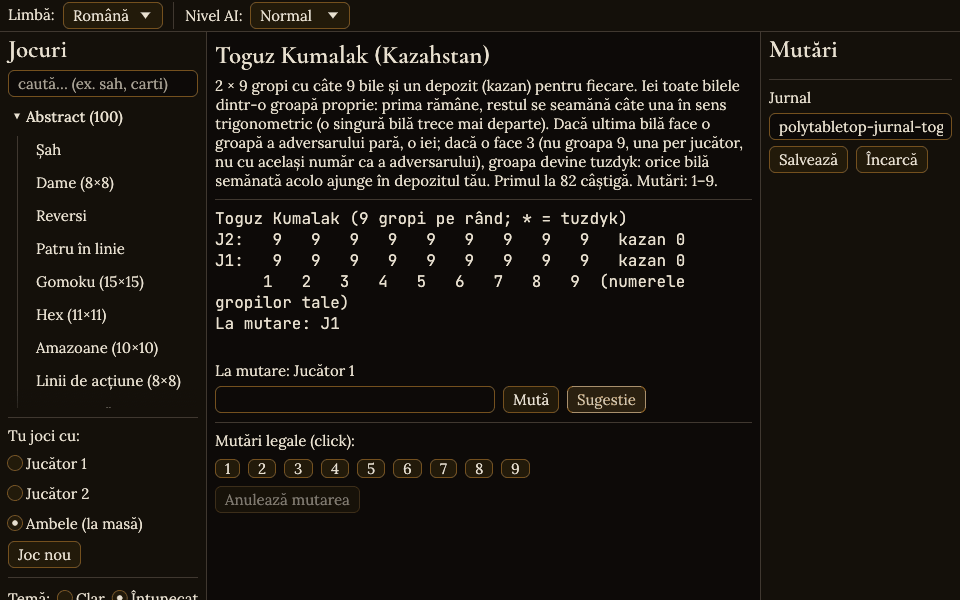 Limbă: Română ▼ Nivel AI: Normal ▼
Jocuri
caută... (ex. sah, carti)
▼ Abstract (100)
Șah
Dame (8×8)
Reversi
Patru în linie
Gomoku (15×15)
Hex (11×11)
Amazoane (10×10)
Linii de acțiune (8×8)
Tu joci cu:
Jucător 1
Jucător 2
Ambele (la masă)
Joc nou
Temă: Clar Întunecat
Toguz Kumalak (Kazahstan)
2 × 9 gropi cu câte 9 bile și un depozit (kazan) pentru fiecare. Iei toate bilele
dintr-o groapă proprie: prima rămâne, restul se seamănă câte una în sens
trigonometric (o singură bilă trece mai departe). Dacă ultima bilă face o
groapă a adversarului pară, o iei; dacă o face 3 (nu groapa 9, una per jucător,
nu cu același număr ca a adversarului), groapa devine tuzdyk: orice bilă
semănată acolo ajunge în depozitul tău. Primul la 82 câștigă. Mutări: 1–9.
Toguz Kumalak (9 gropi pe rând; * = tuzdyk)
J2: 9 9 9 9 9 9 9 9 9 kazan 0
J1: 9 9 9 9 9 9 9 9 9 kazan 0
1 2 3 4 5 6 7 8 9 (numerele
gropilor tale)
La mutare: J1
La mutare: Jucător 1
Mută Sugestie
Mutări legale (click):
1 2 3 4 5 6 7 8 9
Anulează mutarea
Mutări
Jurnal
polytabletop-jurnal-tog
Salvează Încarcă